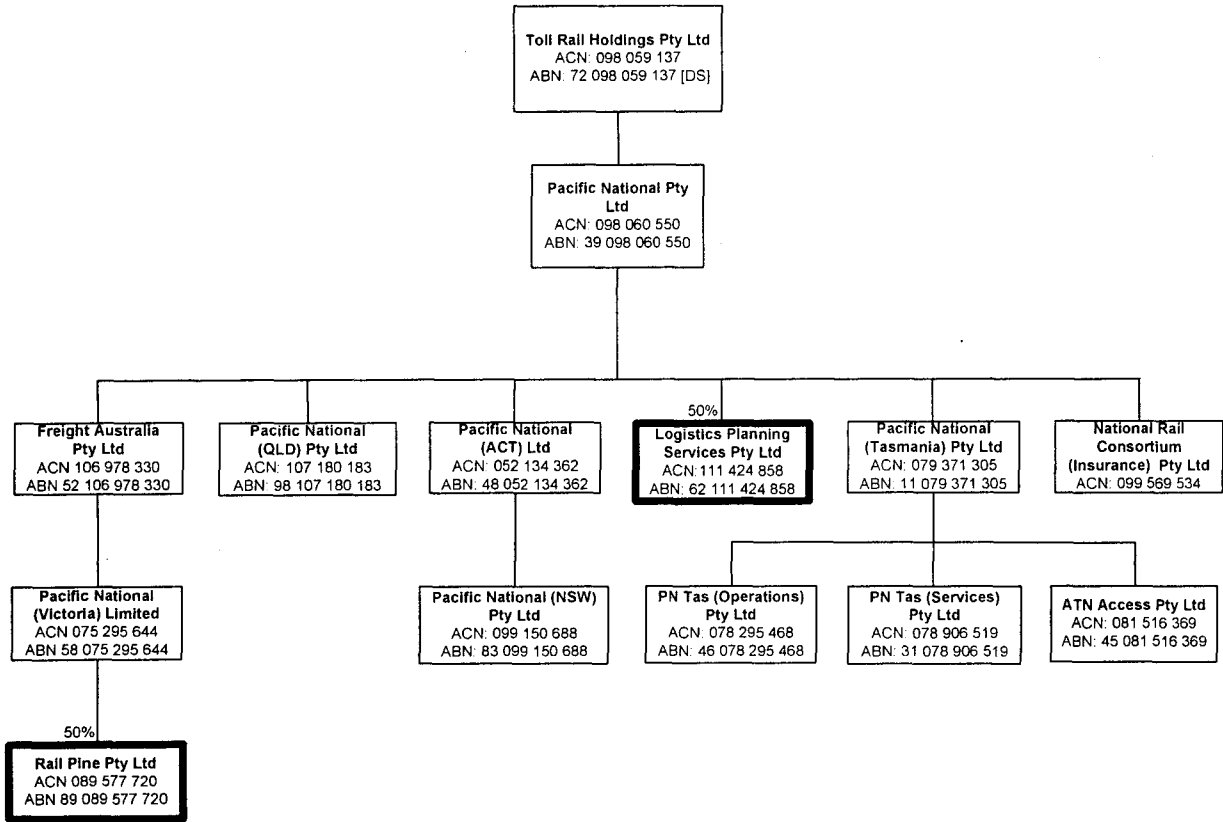 Toll Rail Holdings Pty Ltd
ACN: 098 059 137
ABN: 72 098 059 137 [DS}
Pacific National Pty
Ltd
ACN: 098 060 550
ABN: 39 098 060 550
Freight Australia
Pty Ltd
ACN 106 978 330
ABN 52 106 978 330
Pacific National
(QLD) Pty Ltd
ACN: 107 180 183
ABN: 98 107 180 183
Pacific National
(ACT) Ltd
ACN: 052 134 362
ABN: 48 052 134 362
50%
Logistics Planning
Services Pty Ltd
ACN: 111 424 858
ABN: 62 111 424 858
Pacific National
(Tasmania) Pty Ltd
ACN: 079 371 305
ABN: 11 079 371 305
National Rail
Consortium
(Insurance) Pty Ltd
ACN: 099 569 534
Pacific National
(Victoria) Limited
ACN 075 295 644
ABN 58 075 295 644
Pacific National (NSW)
Pty Ltd
ACN: 099 150 688
ABN: 83 099 150 688
PN Tas (Operations)
Pty Ltd
ACN: 078 295 468
ABN: 46 078 295 468
PN Tas (Services)
Pty Ltd
ACN: 078 906 519
ABN: 31 078 906 519
ATN Access Pty Ltd
ACN: 081 516 369
ABN: 45 081 516 369
50%
Rail Pine Pty Ltd
ACN 089 577 720
ABN 89 089 577 720